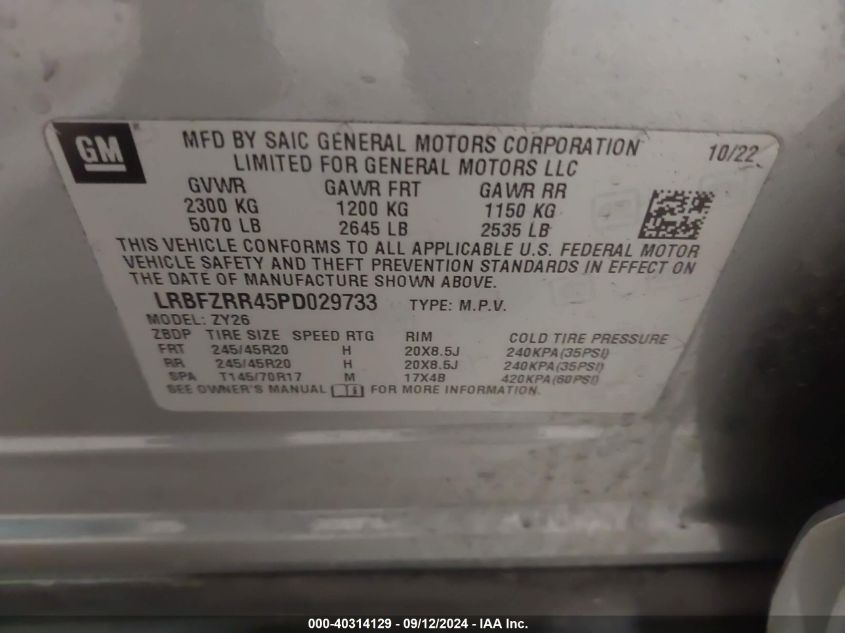 GM
MFD BY SAIC GENERAL MOTORS CORPORATION
LIMITED FOR GENERAL MOTORS LLC
10/22
GVWR GAWR FRT GAWR RR
2300 KG 1200 KG 1150 KG
5070 LB 2645 LB 2535 LB
THIS VEHICLE CONFORMS TO ALL APPLICABLE U.S. FEDERAL MOTOR
VEHICLE SAFETY AND THEFT PREVENTION STANDARDS IN EFFECT ON
THE DATE OF MANUFACTURE SHOWN ABOVE.
LRBFZRR45PD029733 TYPE: M.P.V.
MODEL: ZY26
ZBDP TIRE SIZE SPEED RTG RIM COLD TIRE PRESSURE
FRT 245/45R20 H 20X8.5J 240KPA(35PSI)
RR 245/45R20 H 20X8.5J 240KPA(35PSI)
SPA T145/70R17 M 17X4B 420KPA(60PSI)
SEE OWNER'S MANUAL FOR MORE INFORMATION.
000-40314129 - 09/12/2024 - IAA Inc.